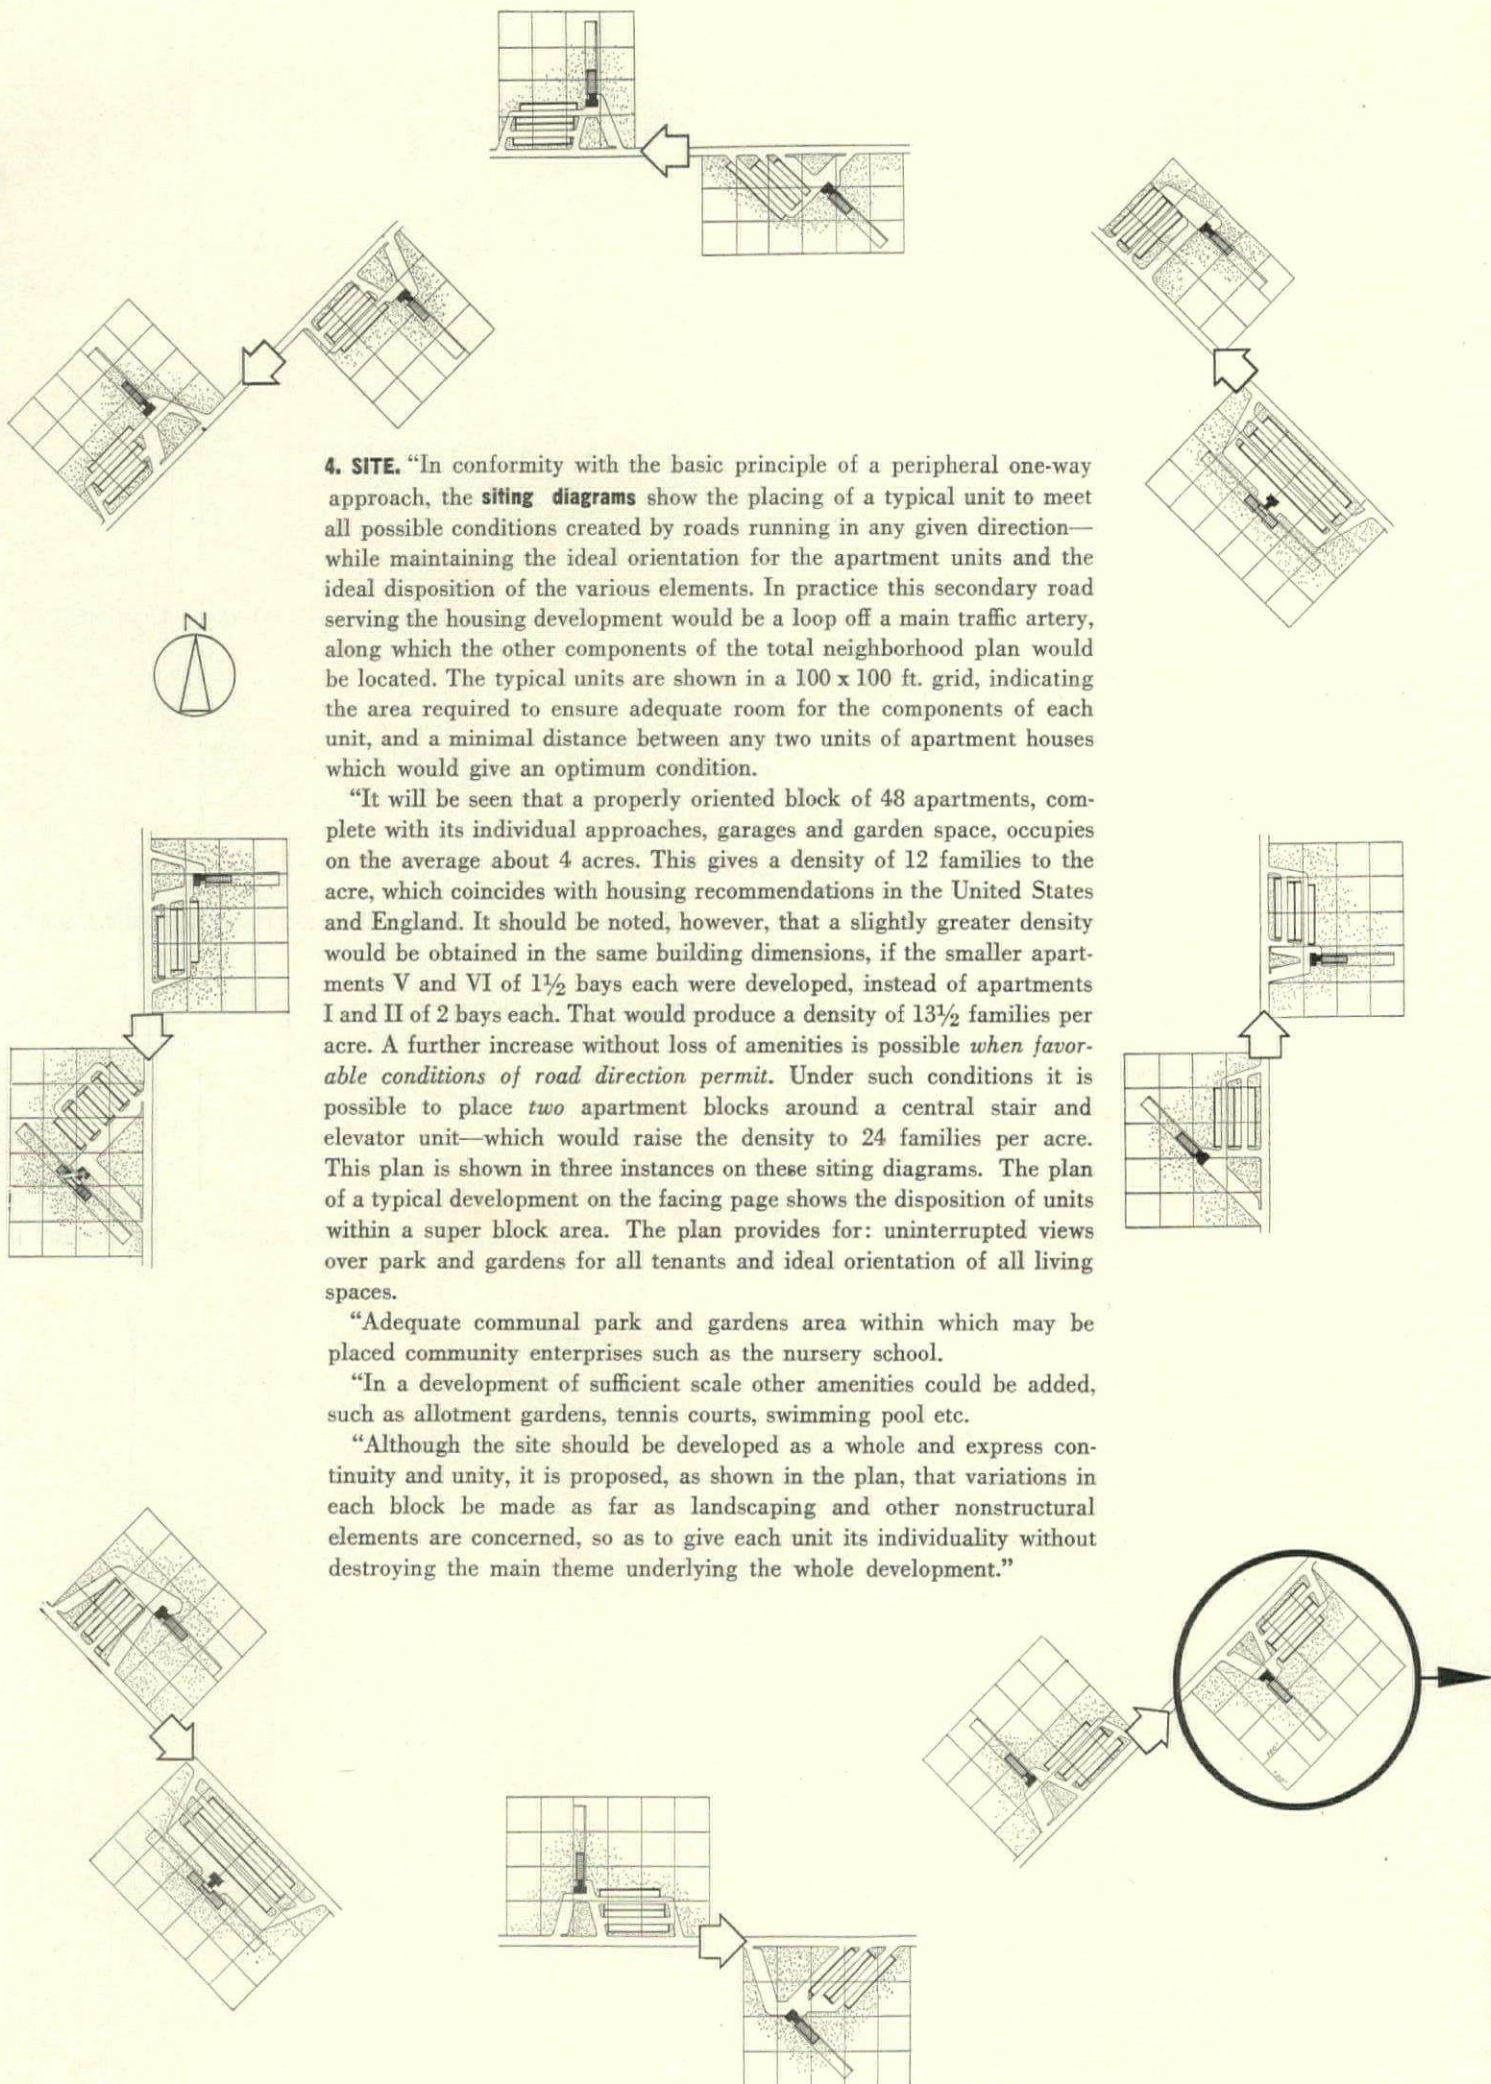 N
4. SITE. “In conformity with the basic principle of a peripheral one-way
approach, the siting diagrams show the placing of a typical unit to meet
all possible conditions created by roads running in any given direction—
while maintaining the ideal orientation for the apartment units and the
ideal disposition of the various elements. In practice this secondary road
serving the housing development would be a loop off a main traffic artery,
along which the other components of the total neighborhood plan would
be located. The typical units are shown in a 100 x 100 ft. grid, indicating
the area required to ensure adequate room for the components of each
unit, and a minimal distance between any two units of apartment houses
which would give an optimum condition.
“It will be seen that a properly oriented block of 48 apartments, com-
plete with its individual approaches, garages and garden space, occupies
on the average about 4 acres. This gives a density of 12 families to the
acre, which coincides with housing recommendations in the United States
and England. It should be noted, however, that a slightly greater density
would be obtained in the same building dimensions, if the smaller apart-
ments V and VI of 1½ bays each were developed, instead of apartments
I and II of 2 bays each. That would produce a density of 13½ families per
acre. A further increase without loss of amenities is possible when favor-
able conditions of road direction permit. Under such conditions it is
possible to place two apartment blocks around a central stair and
elevator unit—which would raise the density to 24 families per acre.
This plan is shown in three instances on these siting diagrams. The plan
of a typical development on the facing page shows the disposition of units
within a super block area. The plan provides for: uninterrupted views
over park and gardens for all tenants and ideal orientation of all living
spaces.
“Adequate communal park and gardens area within which may be
placed community enterprises such as the nursery school.
“In a development of sufficient scale other amenities could be added,
such as allotment gardens, tennis courts, swimming pool etc.
“Although the site should be developed as a whole and express con-
tinuity and unity, it is proposed, as shown in the plan, that variations in
each block be made as far as landscaping and other nonstructural
elements are concerned, so as to give each unit its individuality without
destroying the main theme underlying the whole development.”
100'
100'